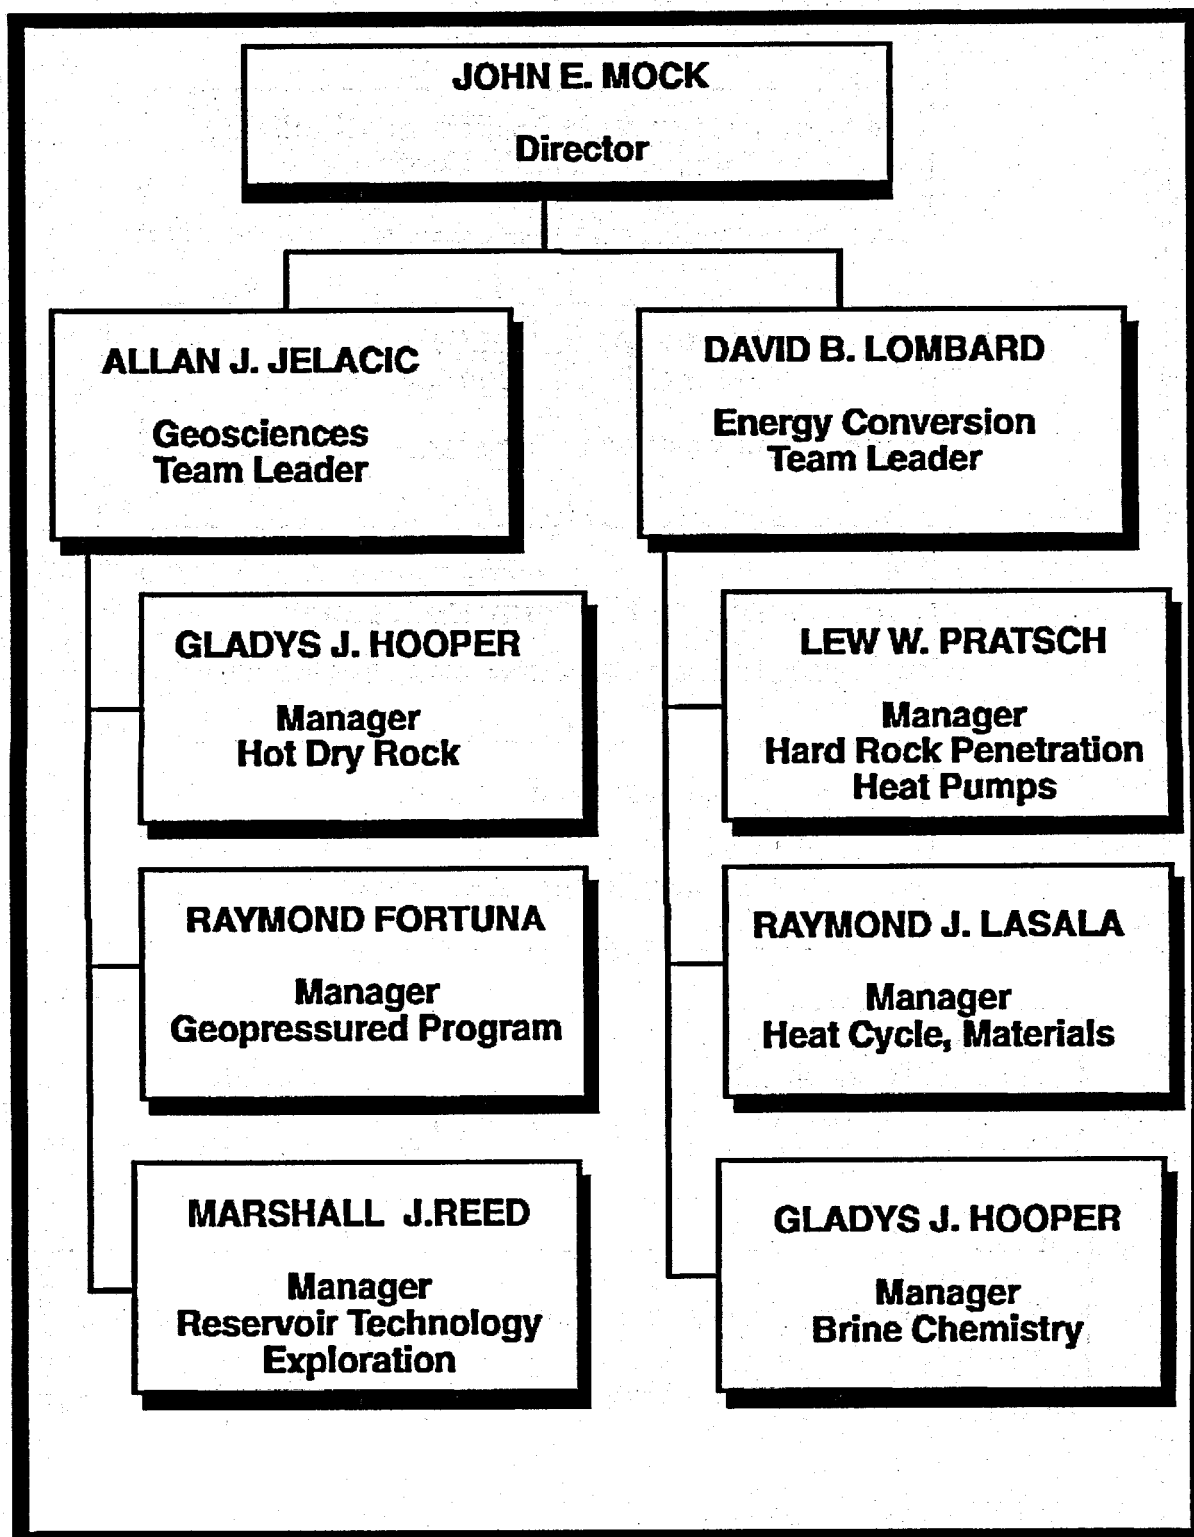 JOHN E. MOCK
Director
ALLAN J. JELACIC
Geosciences
Team Leader
DAVID B. LOMBARD
Energy Conversion
Team Leader
GLADYS J. HOOPER
Manager
Hot Dry Rock
LEW W. PRATSCH
Manager
Hard Rock Penetration
Heat Pumps
RAYMOND FORTUNA
Manager
Geopressured Program
RAYMOND J. LASALA
Manager
Heat Cycle, Materials
MARSHALL J.REED
Manager
Reservoir Technology
Exploration
GLADYS J. HOOPER
Manager
Brine Chemistry